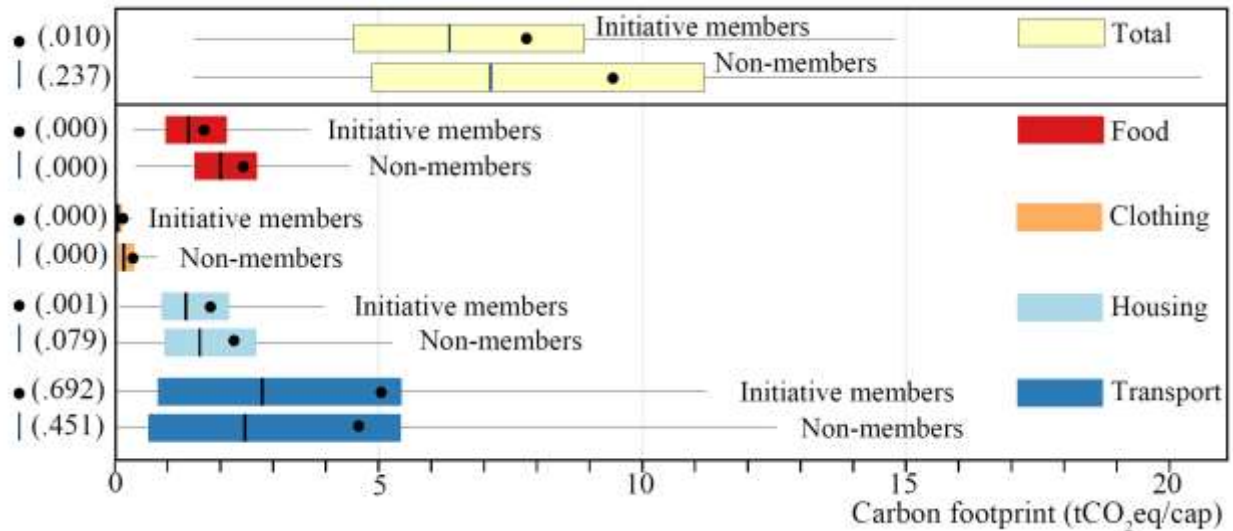 ● (.010) Initiative members Total
| (.237) Non-members
● (.000) Initiative members Food
| (.000) Non-members
● (.000) Initiative members Clothing
| (.000) Non-members
● (.001) Initiative members Housing
| (.079) Non-members
● (.692) Initiative members Transport
| (.451) Non-members
0 5 10 15 20
Carbon footprint (tCO₂eq/cap)